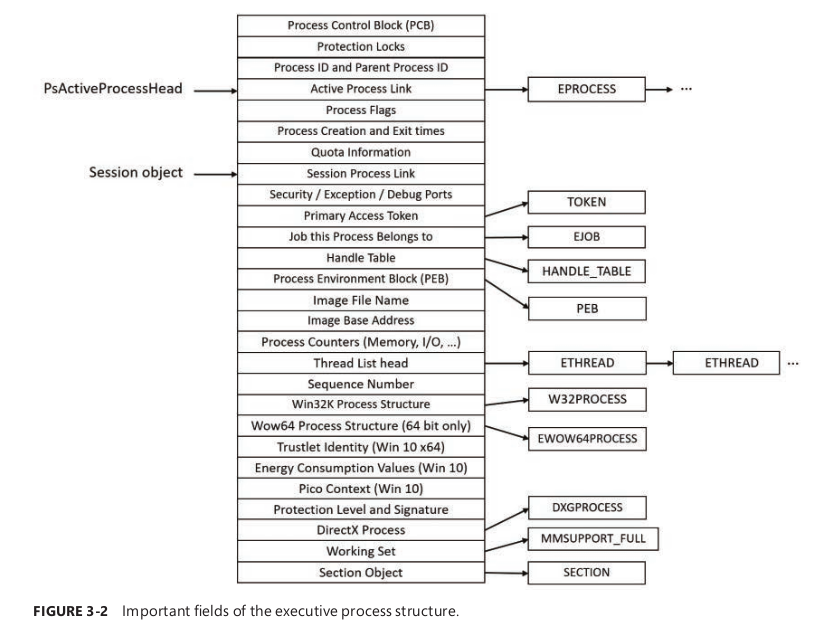 Process Control Block (PCB)
Protection Locks
Process ID and Parent Process ID
PsActiveProcessHead
Active Process Link
EPROCESS
...
Process Flags
Process Creation and Exit times
Quota Information
Session object
Session Process Link
Security / Exception / Debug Ports
Primary Access Token
TOKEN
Job this Process Belongs to
EJOB
Handle Table
HANDLE_TABLE
Process Environment Block (PEB)
PEB
Image File Name
Image Base Address
Process Counters (Memory, I/O, ...)
Thread List head
ETHREAD
ETHREAD
...
Sequence Number
Win32K Process Structure
W32PROCESS
Wow64 Process Structure (64 bit only)
EWOW64PROCESS
Trustlet Identity (Win 10 x64)
Energy Consumption Values (Win 10)
Pico Context (Win 10)
Protection Level and Signature
DirectX Process
DXGPROCESS
Working Set
MMSUPPORT_FULL
Section Object
SECTION
FIGURE 3-2 Important fields of the executive process structure.